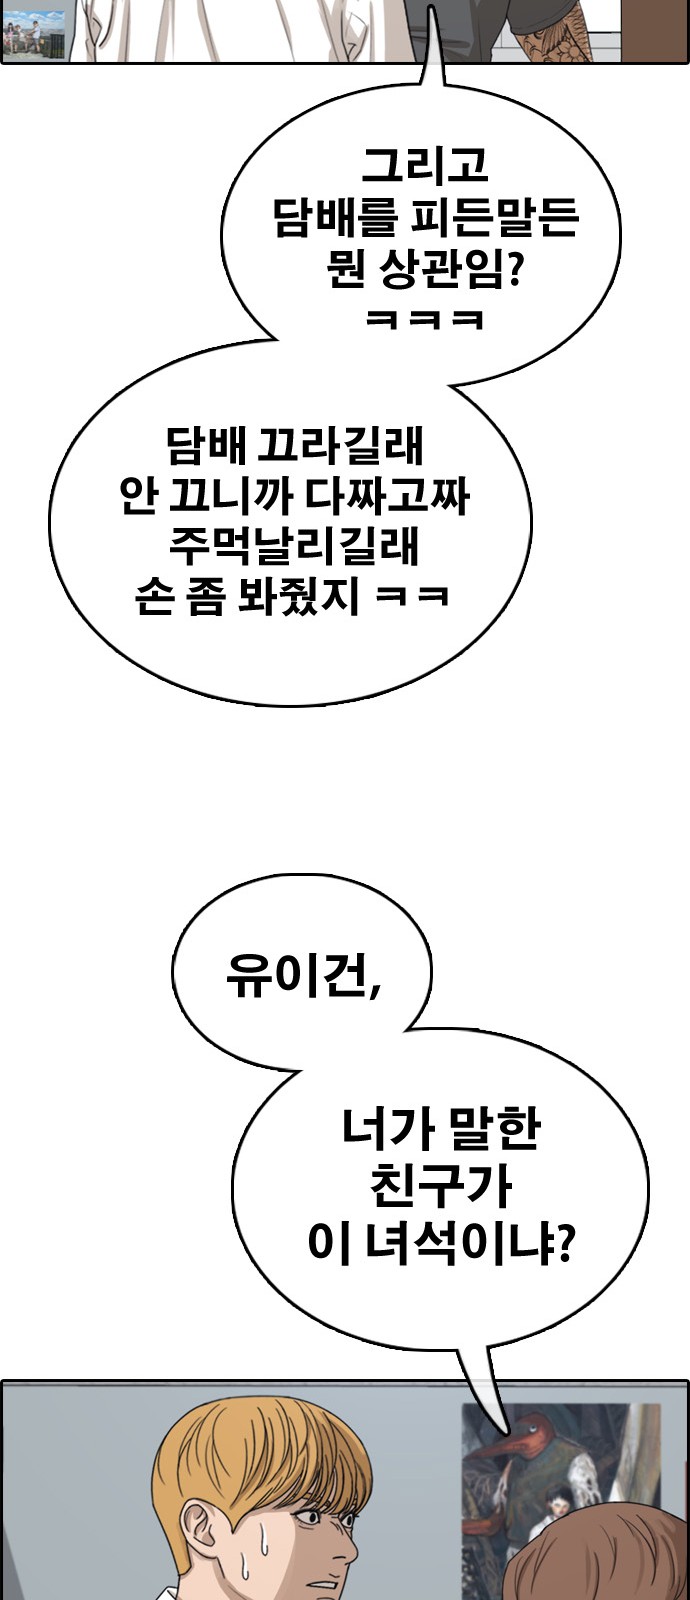 그리고
담배를 피든말든
뭔 상관임?
ㅋㅋㅋ
담배 끄라길래
안 끄니까 다짜고짜
주먹날리길래
손 좀 봐줬지 ㅋㅋ
유이건,
너가 말한
친구가
이 녀석이냐?